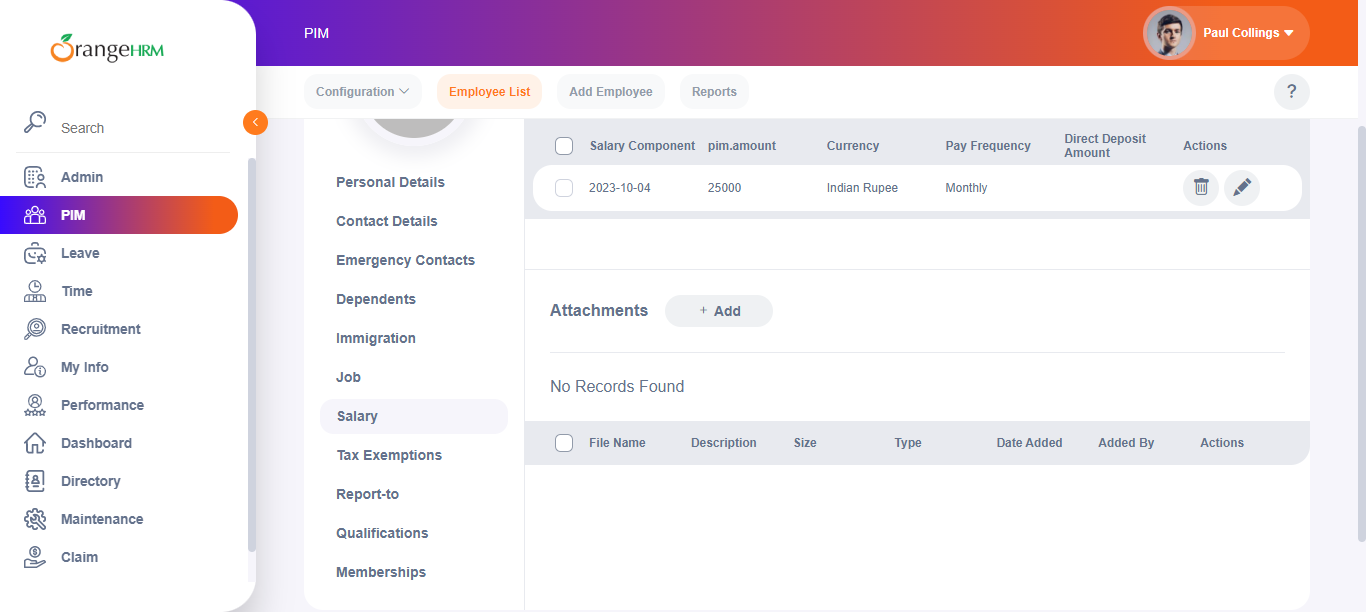 OrangeHRM
Search
Admin
PIM
Leave
Time
Recruitment
My Info
Performance
Dashboard
Directory
Maintenance
Claim
PIM
Paul Collings
Configuration
Employee List
Add Employee
Reports
?
Personal Details
Contact Details
Emergency Contacts
Dependents
Immigration
Job
Salary
Tax Exemptions
Report-to
Qualifications
Memberships
Salary Component pim.amount Currency Pay Frequency Direct Deposit Amount Actions
2023-10-04 25000 Indian Rupee Monthly
Attachments + Add
No Records Found
File Name Description Size Type Date Added Added By Actions